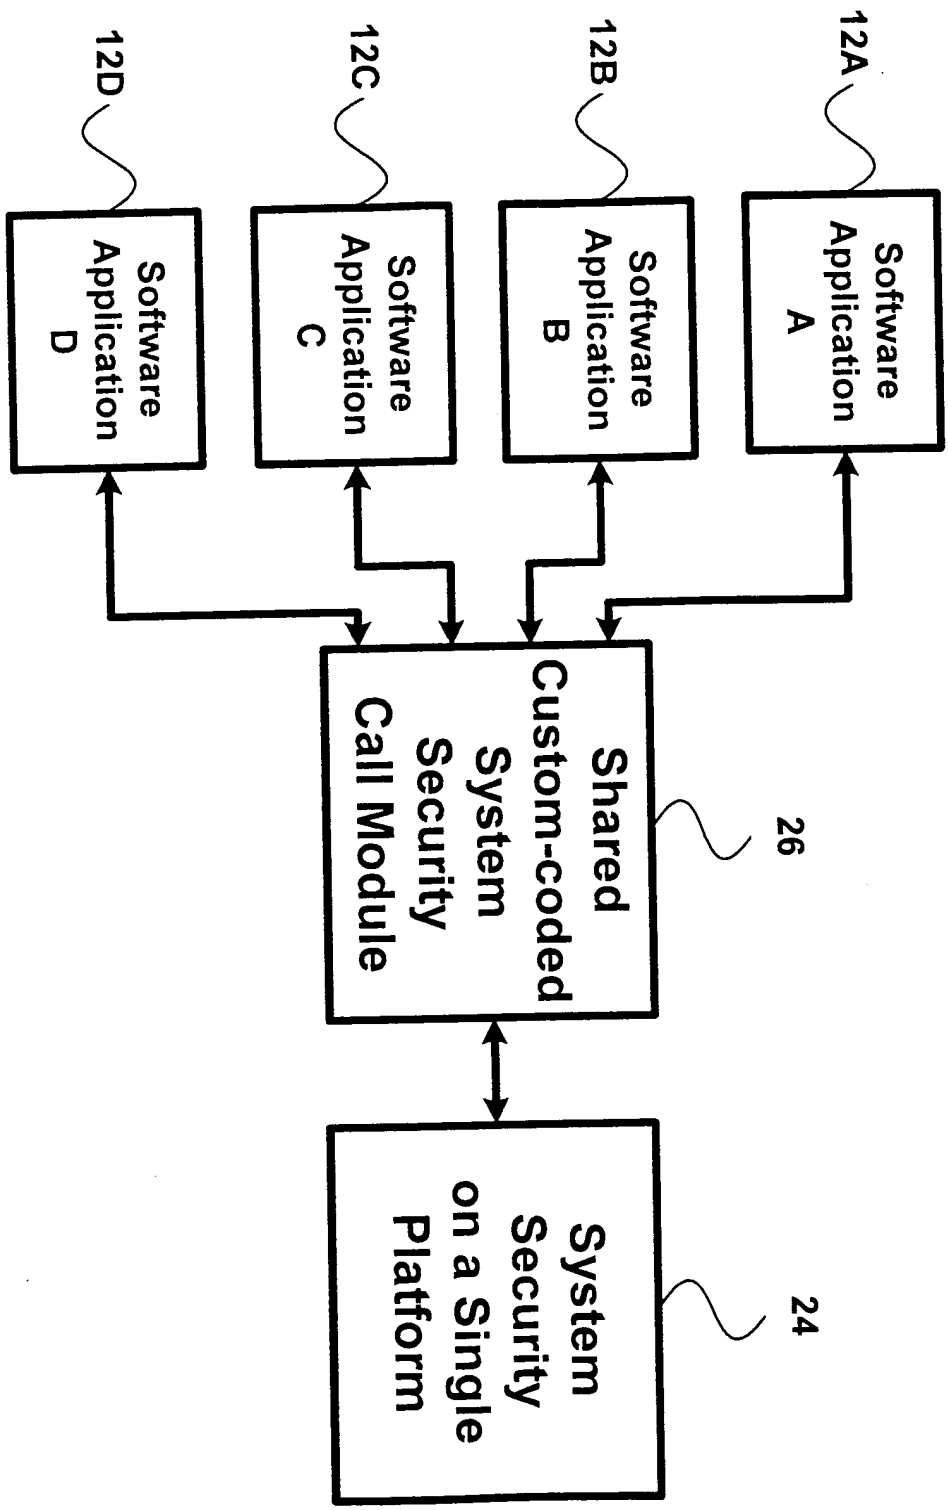 12A
Software
Application
A
12B
Software
Application
B
12C
Software
Application
C
12D
Software
Application
D
26
Shared
Custom-coded
System
Security
Call Module
24
System
Security
on a Single
Platform